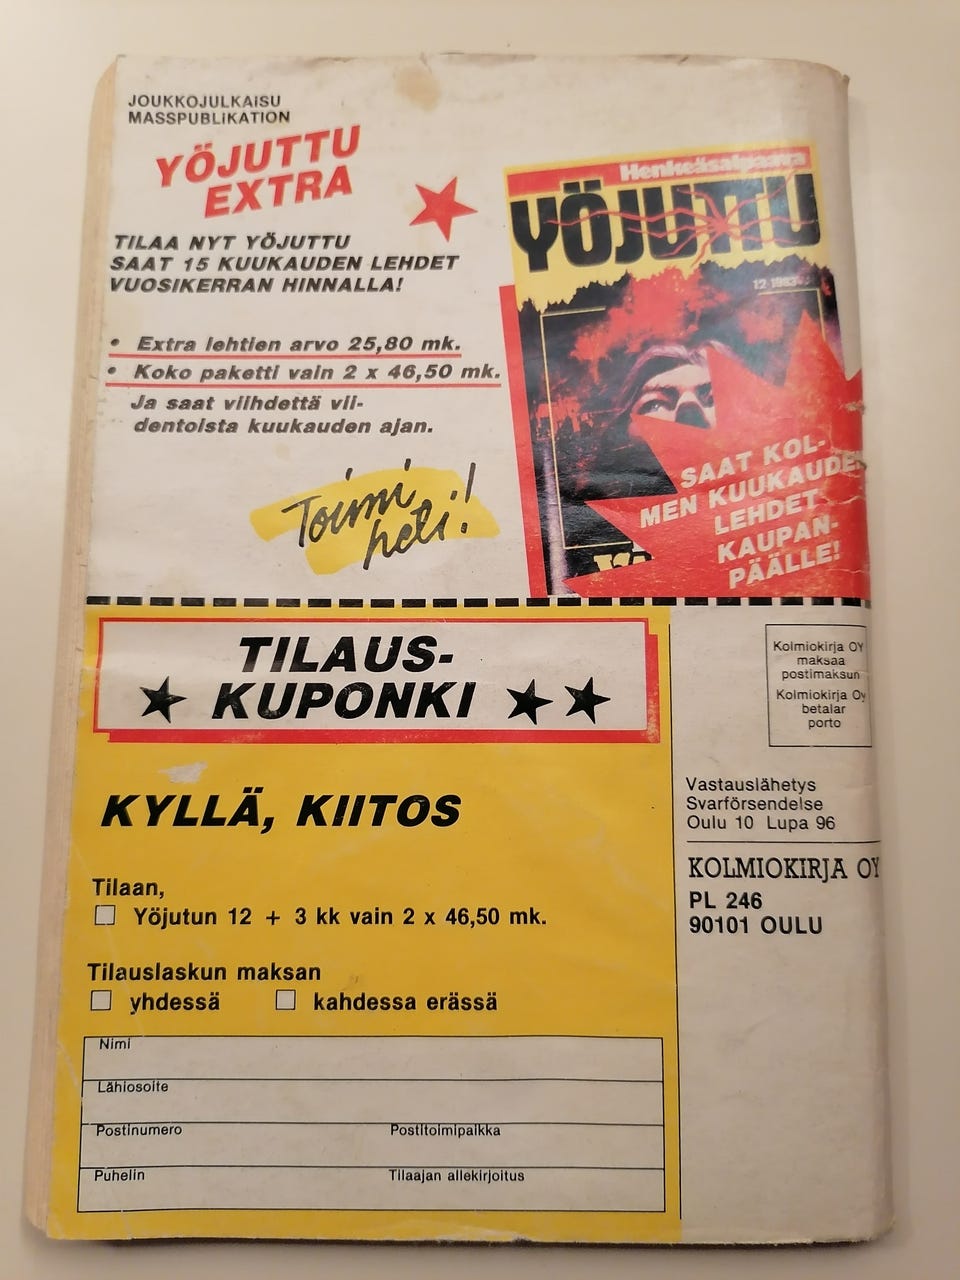 JOUKKOJULKAISU
MASSPUBLIKATION
YÖJUTTU
EXTRA
TILAA NYT YÖJUTTU
SAAT 15 KUUKAUDEN LEHDET
VUOSIKERRAN HINNALLA!
• Extra lehtien arvo 25,80 mk.
• Koko paketti vain 2 x 46,50 mk.
Ja saat viihdettä vii-
dentoista kuukauden ajan.
Toimi
heti!
Henkeäsalpaava
YÖJUTTU
12 1983
SAAT KOL-
MEN KUUKAUDEN
LEHDET
KAUPAN-
PÄÄLLE!
TILAUS-
KUPONKI
KYLLÄ, KIITOS
Tilaan,
Yöjutun 12 + 3 kk vain 2 x 46,50 mk.
Tilauslaskun maksan
yhdessä kahdessa erässä
Nimi
Lähiosoite
Postinumero Postitoimipaikka
Puhelin Tilaajan allekirjoitus
Kolmiokirja OY
maksaa
postimaksun
Kolmiokirja Oy
betalar
porto
Vastauslähetys
Svarförsendelse
Oulu 10 Lupa 96
KOLMIOKIRJA OY
PL 246
90101 OULU